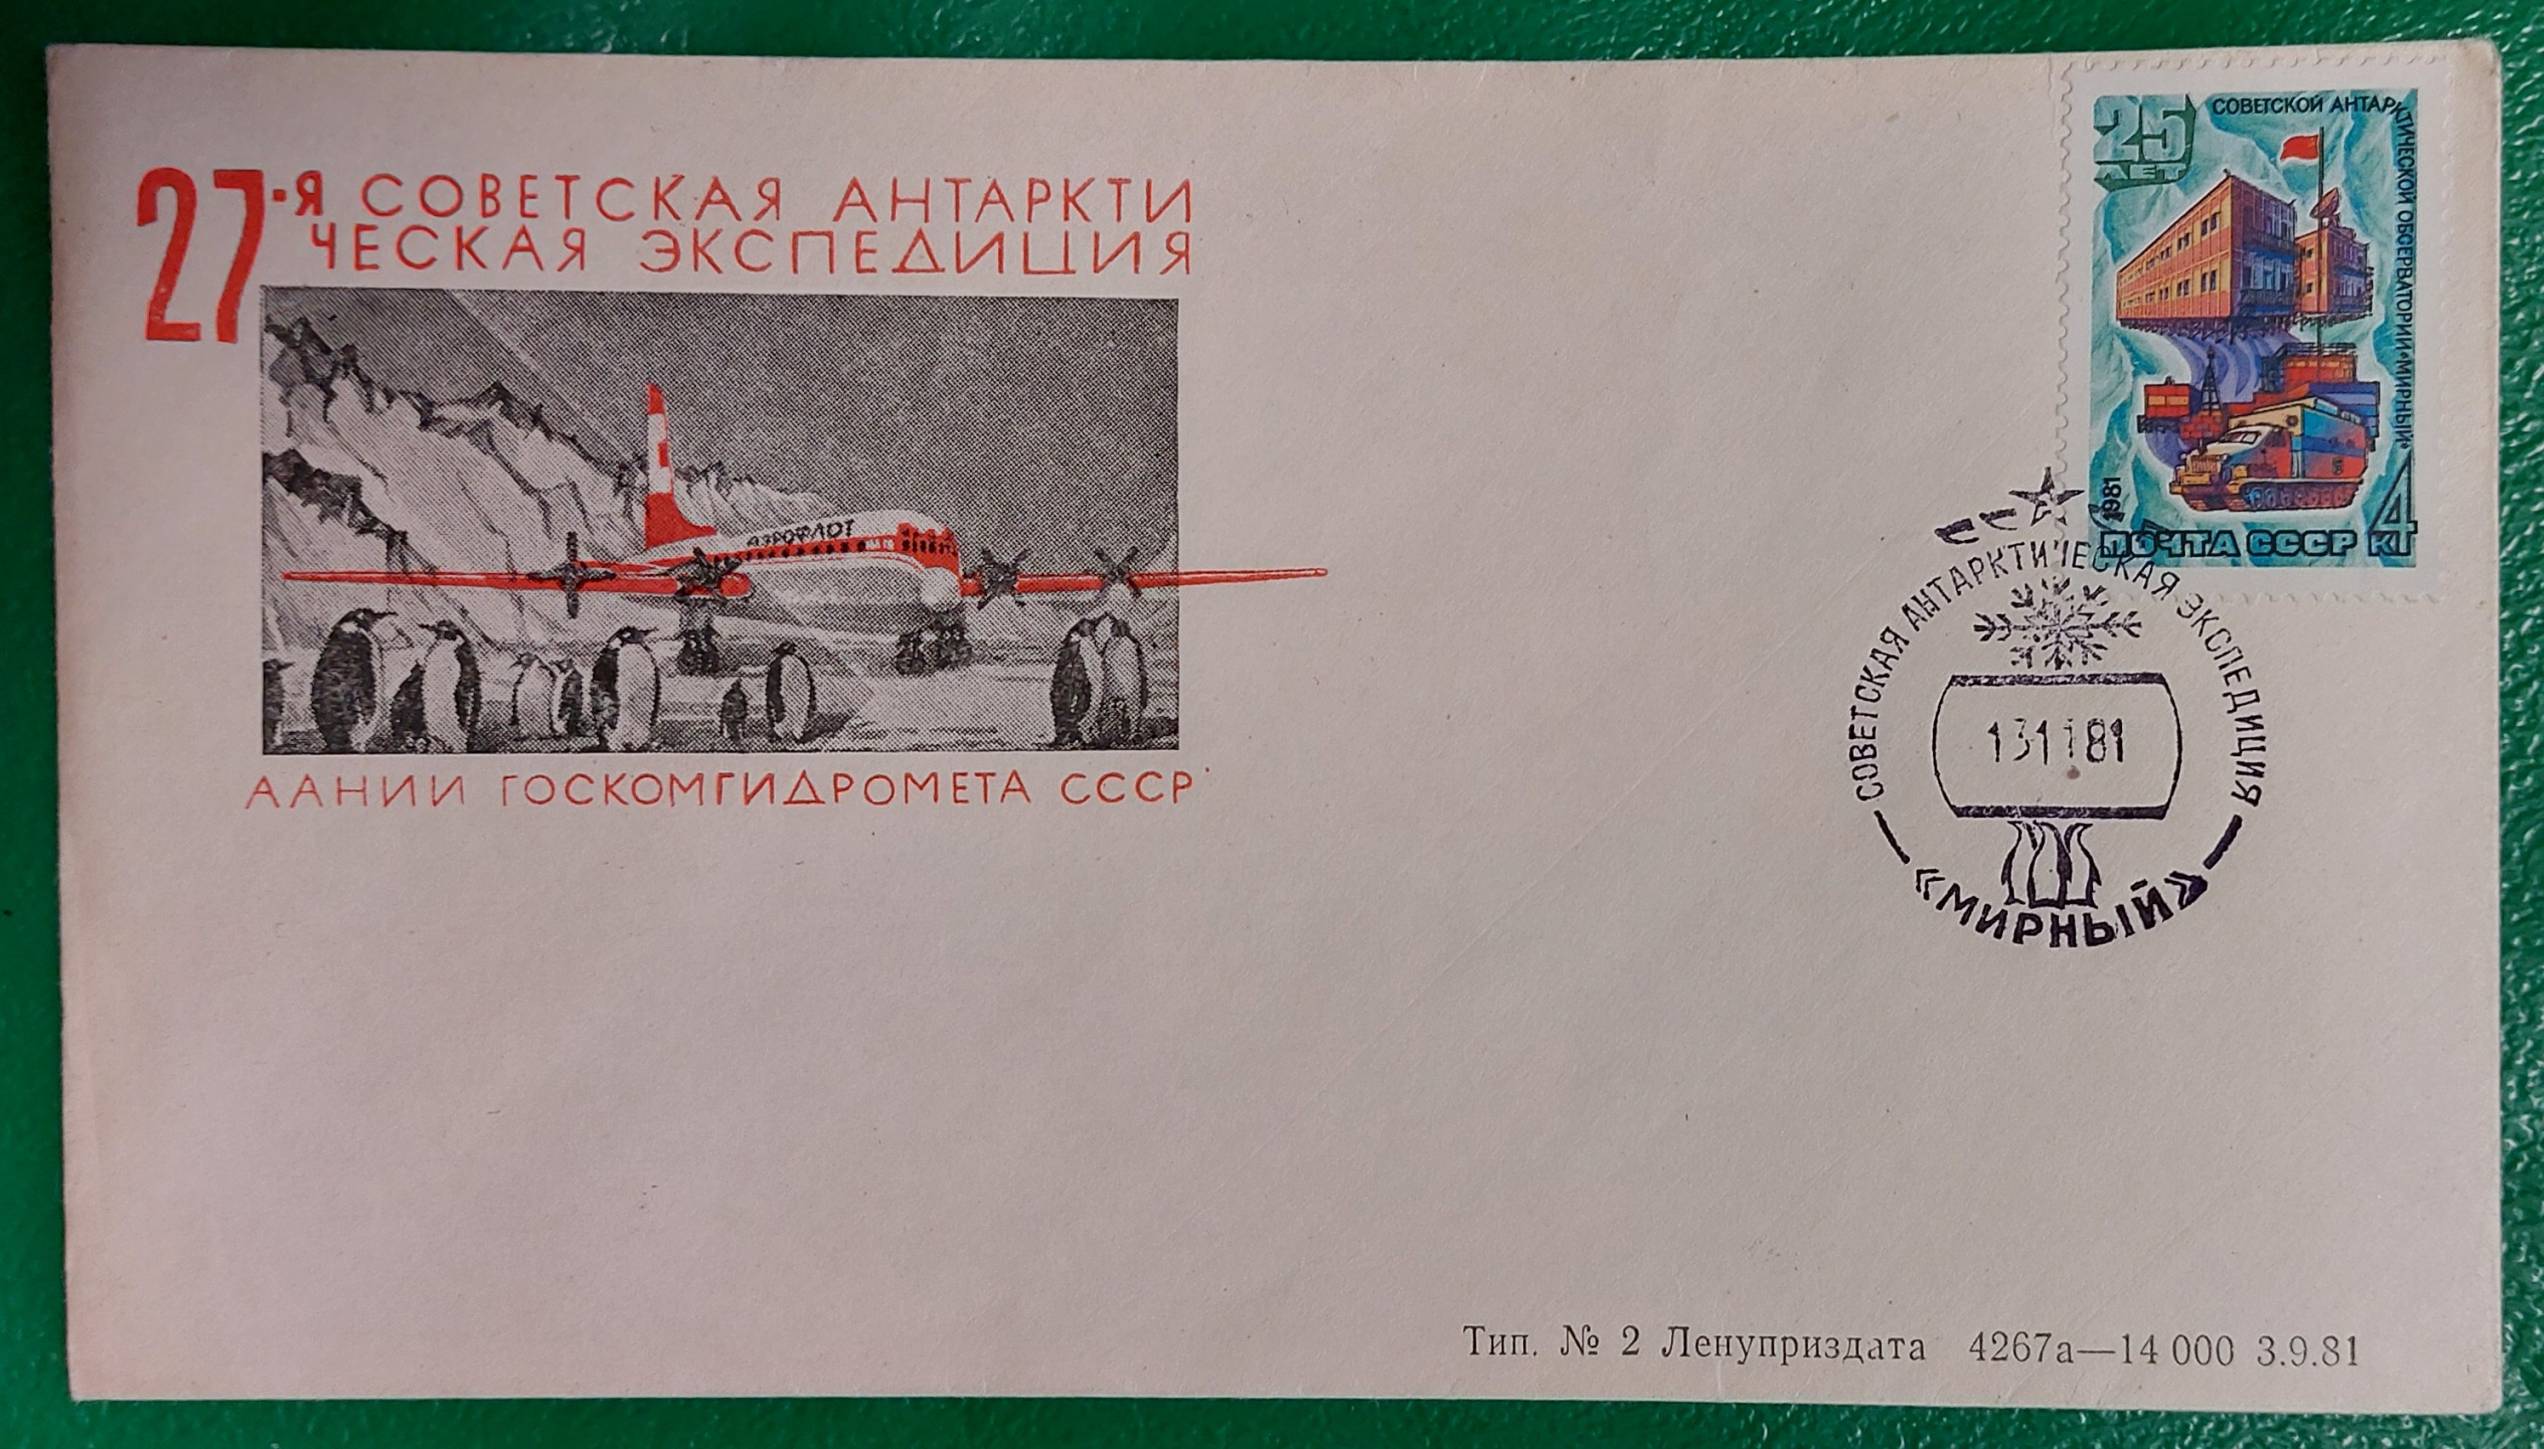 27-Я СОВЕТСКАЯ АНТАРКТИ
ЧЕСКАЯ ЭКСПЕДИЦИЯ
АЭРОФЛОТ
ААНИИ ГОСКОМГИДРОМЕТА СССР
25
ЛЕТ
СОВЕТСКОЙ АНТАРКТИЧЕСКОЙ ОБСЕРВАТОРИИ «МИРНЫЙ»
1981
ПОЧТА СССР К4
СОВЕТСКАЯ АНТАРКТИЧЕСКАЯ ЭКСПЕДИЦИЯ
131181
«МИРНЫЙ»
Тип. № 2 Ленуприздата 4267а—14 000 3.9.81